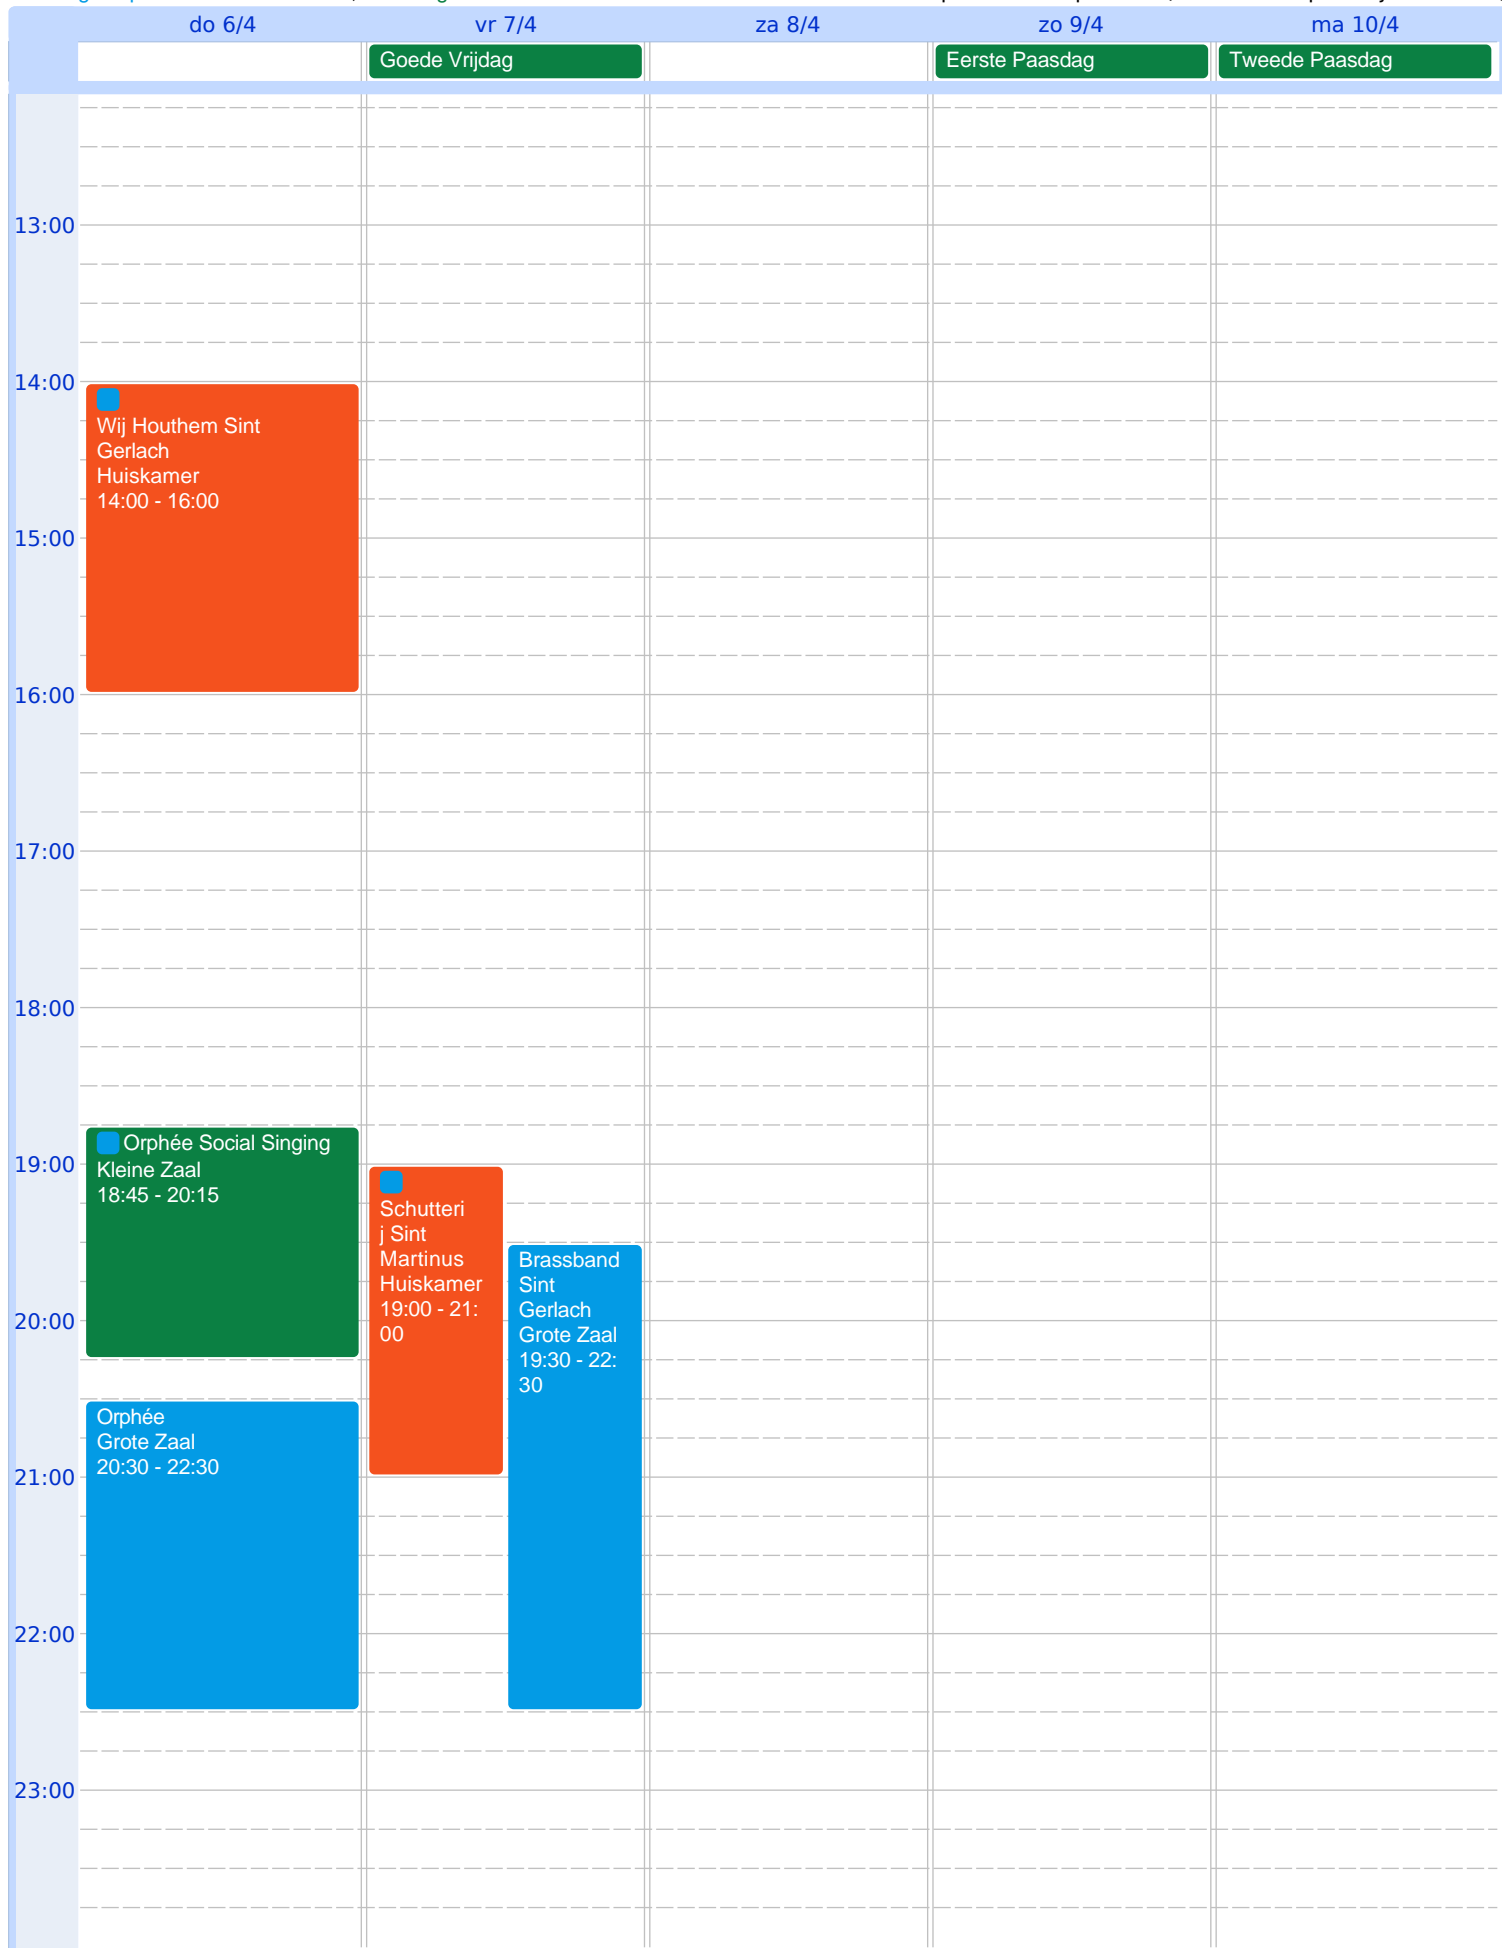 do 6/4
vr 7/4
za 8/4
zo 9/4
ma 10/4
Goede Vrijdag
Eerste Paasdag
Tweede Paasdag
13:00
14:00
Wij Houthem Sint
Gerlach
Huiskamer
14:00 - 16:00
15:00
16:00
17:00
18:00
Orphée Social Singing
Kleine Zaal
18:45 - 20:15
19:00
Schutteri
j Sint
Martinus
Huiskamer
19:00 - 21:
00
Brassband
Sint
Gerlach
Grote Zaal
19:30 - 22:
30
20:00
Orphée
Grote Zaal
20:30 - 22:30
21:00
22:00
23:00